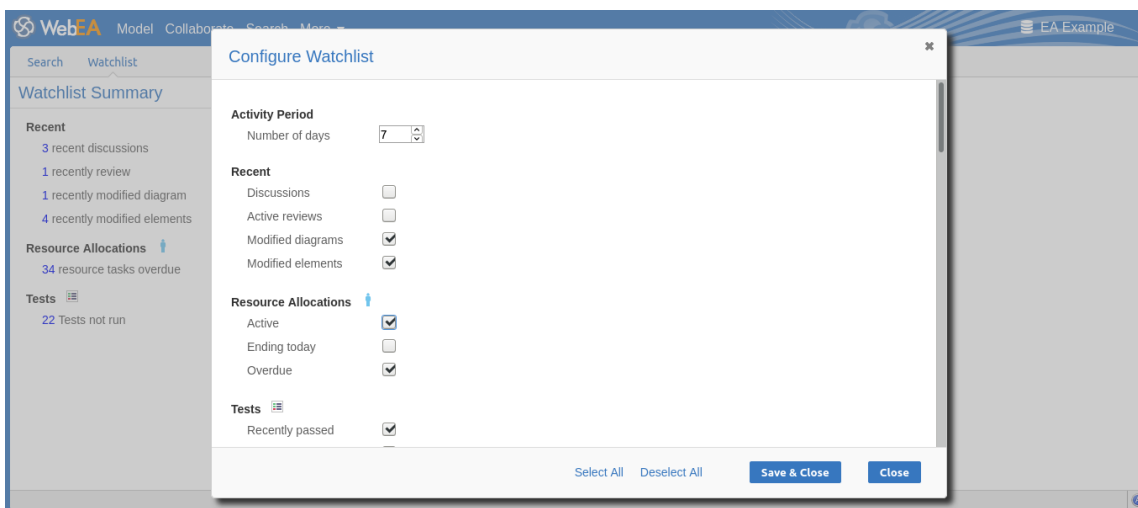 WebEA Model Collaborate Search More
EA Example
Search Watchlist
Watchlist Summary
Recent
3 recent discussions
1 recently review
1 recently modified diagram
4 recently modified elements
Resource Allocations
34 resource tasks overdue
Tests
22 Tests not run
Configure Watchlist
Activity Period
Number of days 7
Recent
Discussions
Active reviews
Modified diagrams
Modified elements
Resource Allocations
Active
Ending today
Overdue
Tests
Recently passed
Select All Deselect All Save & Close Close